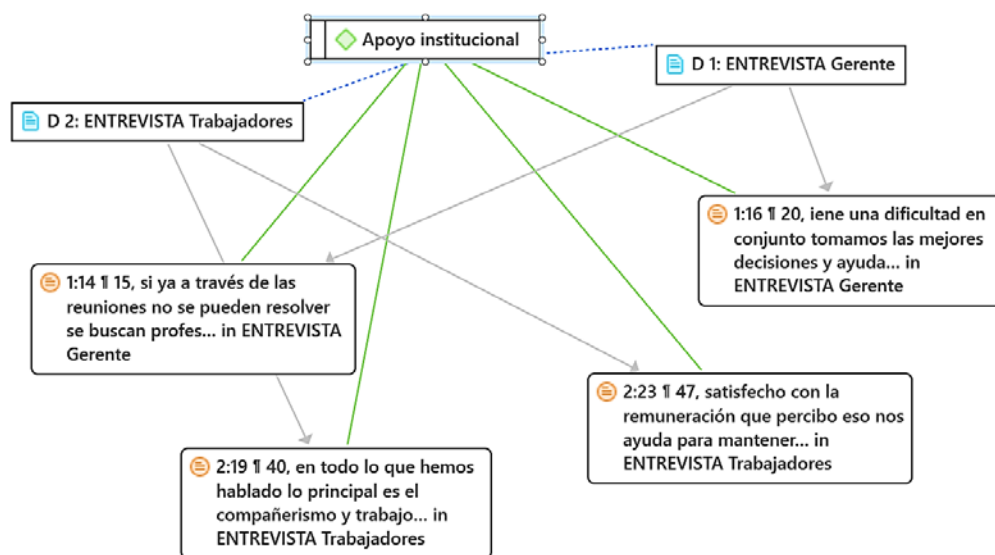 Apoyo institucional
D 1: ENTREVISTA Gerente
D 2: ENTREVISTA Trabajadores
1:16 ¶ 20, iene una dificultad en
conjunto tomamos las mejores
decisiones y ayuda... in
ENTREVISTA Gerente
1:14 ¶ 15, si ya a través de las
reuniones no se pueden resolver
se buscan profes... in ENTREVISTA
Gerente
2:23 ¶ 47, satisfecho con la
remuneración que percibo eso nos
ayuda para mantener... in
ENTREVISTA Trabajadores
2:19 ¶ 40, en todo lo que hemos
hablado lo principal es el
compañerismo y trabajo... in
ENTREVISTA Trabajadores